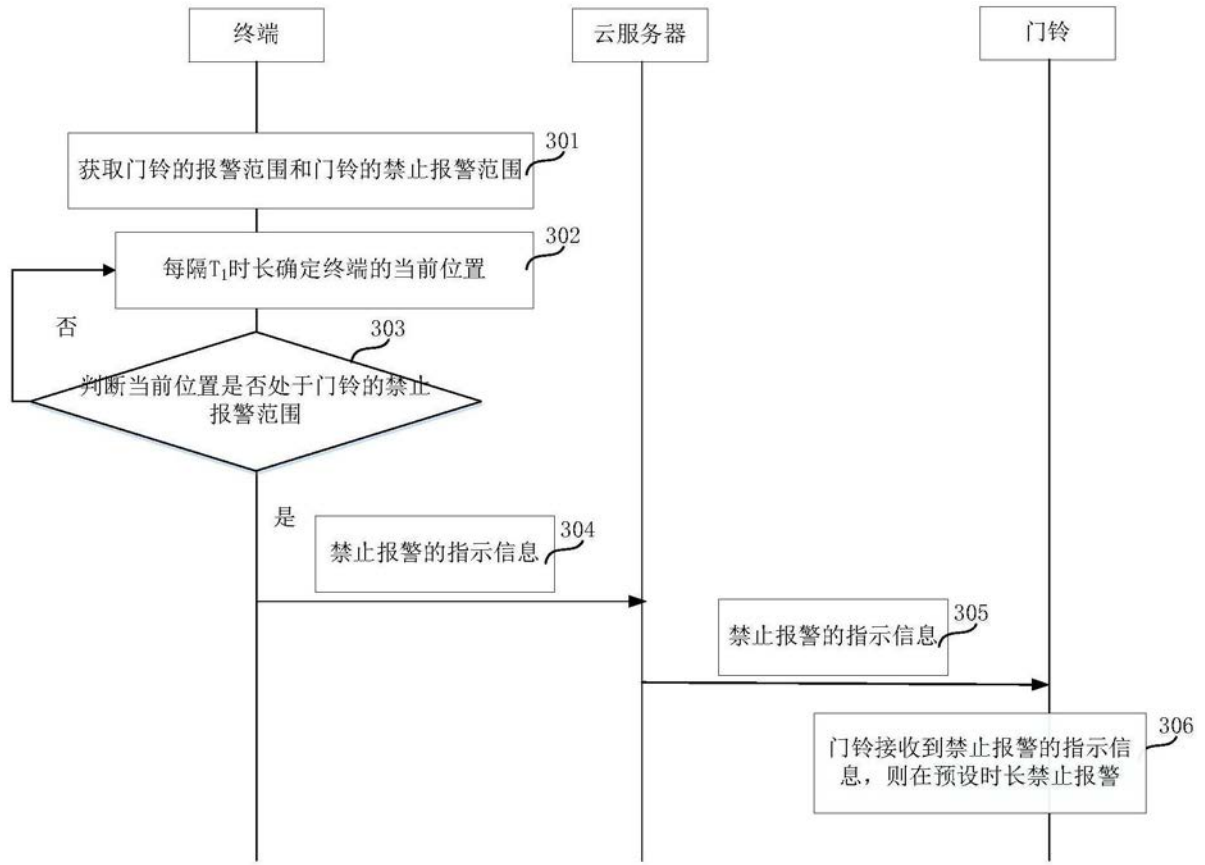 终端
云服务器
门铃
301
获取门铃的报警范围和门铃的禁止报警范围
302
每隔T₁时长确定终端的当前位置
否
303
判断当前位置是否处于门铃的禁止
报警范围
是
304
禁止报警的指示信息
305
禁止报警的指示信息
306
门铃接收到禁止报警的指示信
息，则在预设时长禁止报警